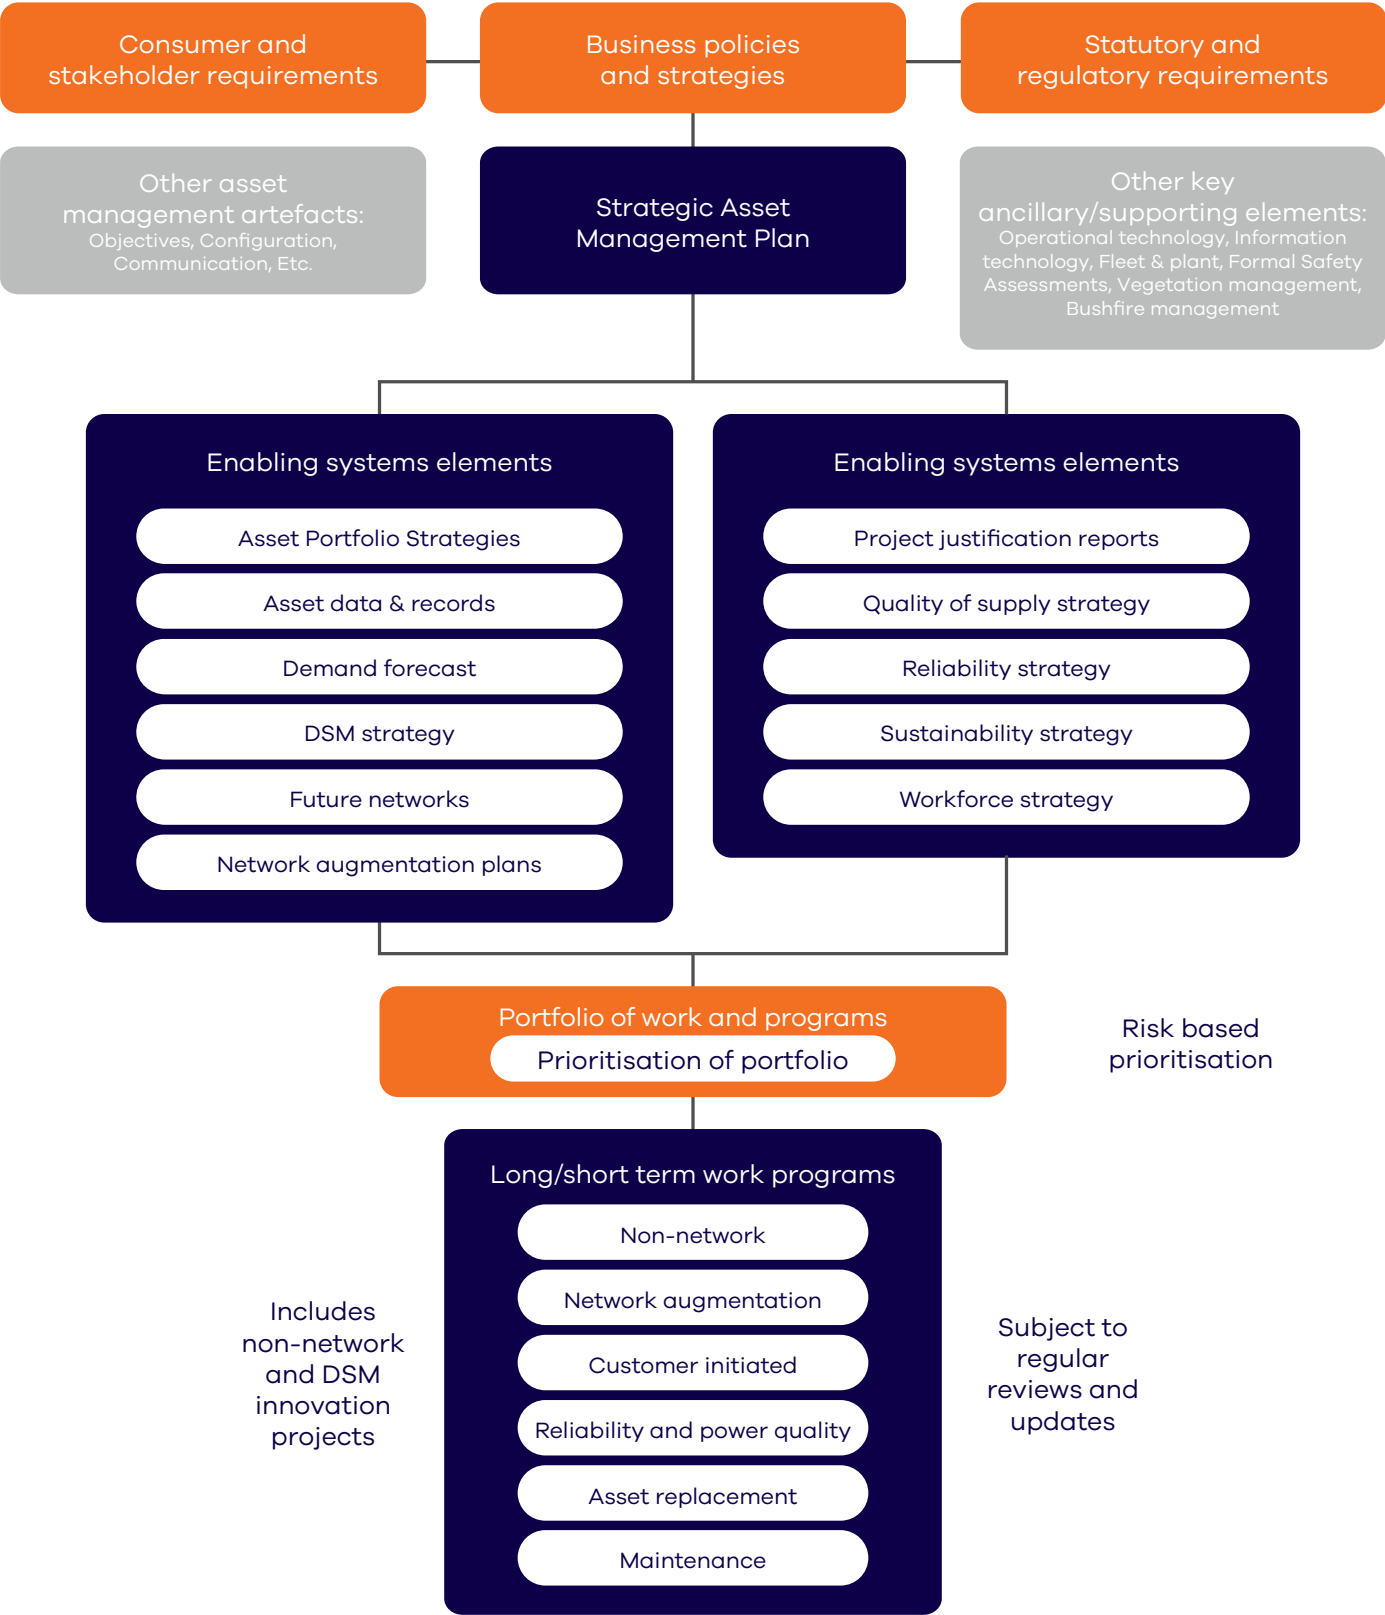 Consumer and
stakeholder requirements
Business policies
and strategies
Statutory and
regulatory requirements
Other asset
management artefacts:
Objectives, Configuration,
Communication, Etc.
Strategic Asset
Management Plan
Other key
ancillary/supporting elements:
Operational technology, Information
technology, Fleet & plant, Formal Safety
Assessments, Vegetation management,
Bushfire management
Enabling systems elements
Asset Portfolio Strategies
Asset data & records
Demand forecast
DSM strategy
Future networks
Network augmentation plans
Enabling systems elements
Project justification reports
Quality of supply strategy
Reliability strategy
Sustainability strategy
Workforce strategy
Portfolio of work and programs
Prioritisation of portfolio
Risk based
prioritisation
Long/short term work programs
Non-network
Network augmentation
Customer initiated
Reliability and power quality
Asset replacement
Maintenance
Includes
non-network
and DSM
innovation
projects
Subject to
regular
reviews and
updates